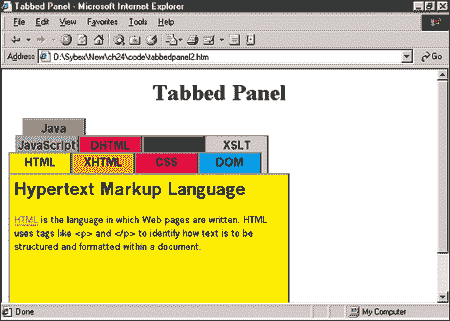 Tabbed Panel - Microsoft Internet Explorer
File Edit View Favorites Tools Help
Address D:\Sybex\New\ch24\code\tabbedpanel2.htm Go
Tabbed Panel
Java
JavaScript DHTML XSLT
HTML XHTML CSS DOM
Hypertext Markup Language
HTML is the language in which Web pages are written. HTML
uses tags like <p> and </p> to identify how text is to be
structured and formatted within a document.
Done My Computer